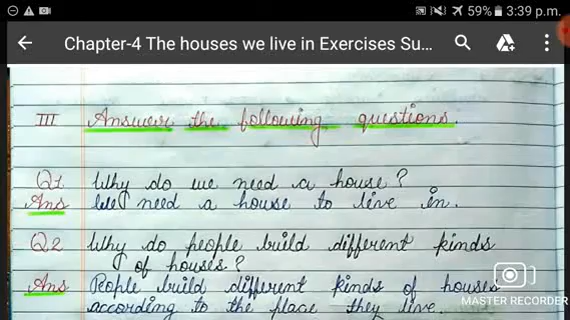 59% 3:39 p.m.
Chapter-4 The houses we live in Exercises Su...
III Answer the following questions.
Q1 Why do we need a house?
Ans We need a house to live in.
Q2 Why do people build different kinds
of houses?
Ans People build different kinds of houses
according to the place they live.
MASTER RECORDER